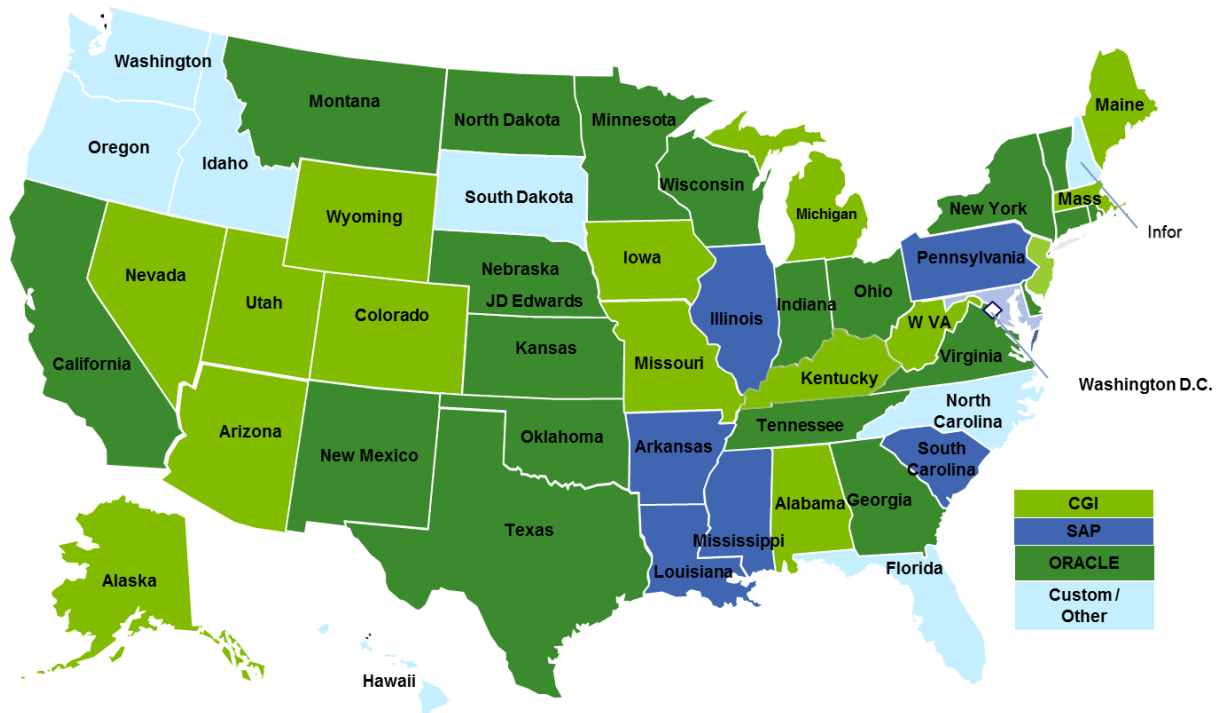 Washington
Montana
North Dakota
Minnesota
Maine
Oregon
Idaho
South Dakota
Wisconsin
Wyoming
Michigan
New York
Mass
Infor
Nevada
Utah
Colorado
Nebraska
JD Edwards
Iowa
Pennsylvania
Illinois
Indiana
Ohio
W VA
Virginia
California
Kansas
Missouri
Kentucky
Washington D.C.
North
Carolina
Tennessee
Arizona
New Mexico
Oklahoma
Arkansas
South
Carolina
Texas
Mississippi
Alabama
Georgia
Louisiana
Florida
Alaska
Hawaii
CGI
SAP
ORACLE
Custom /
Other